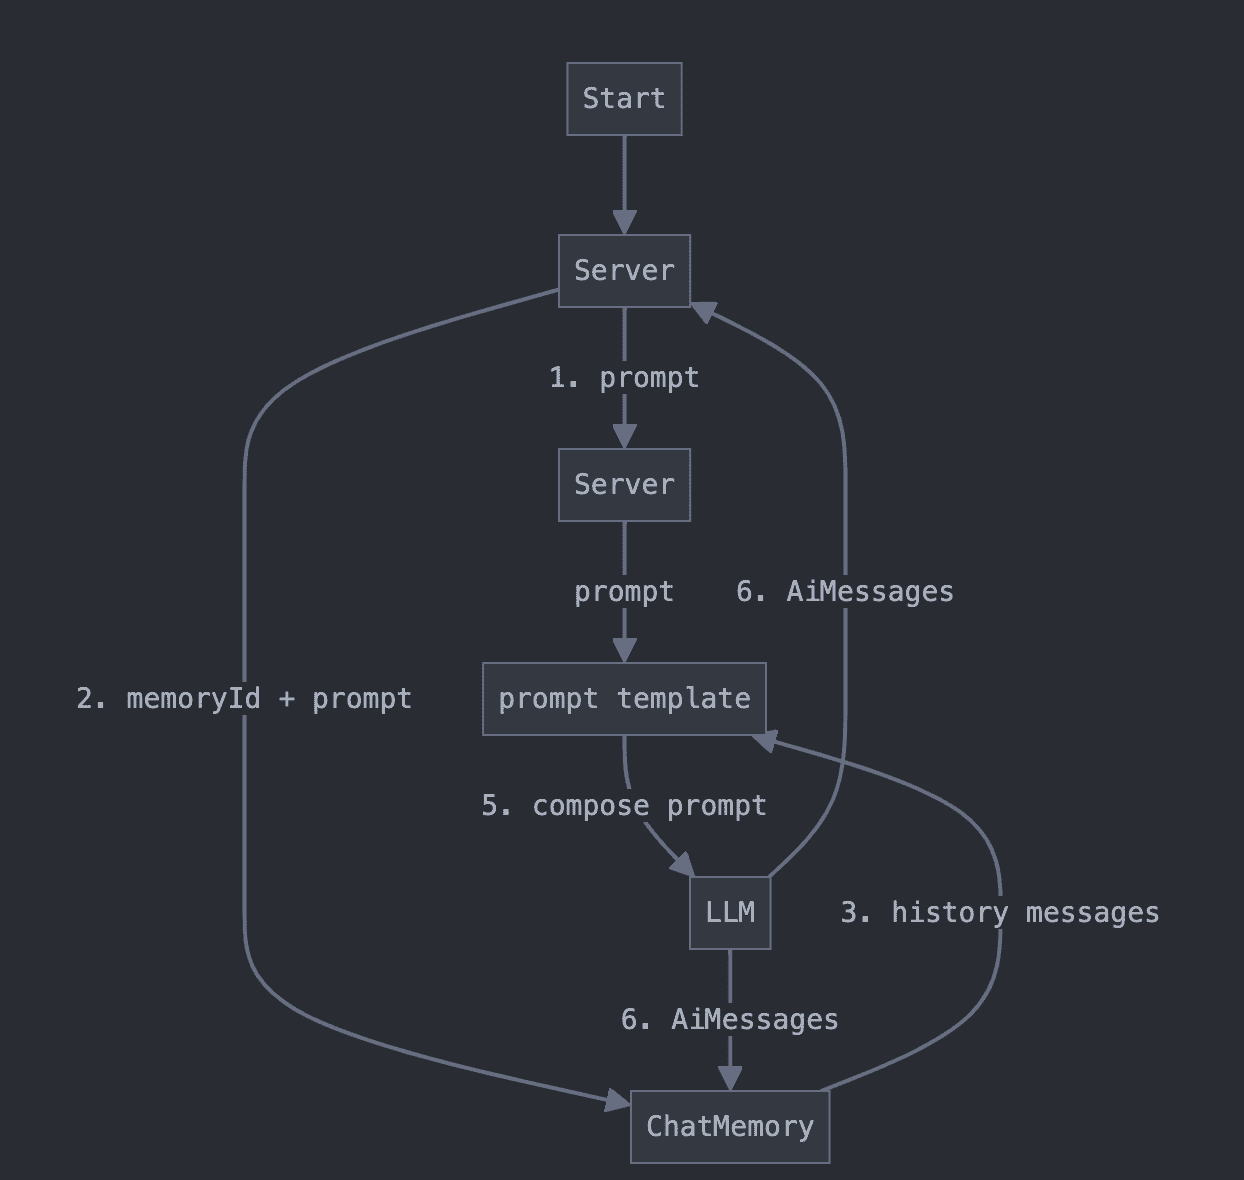 Start
Server
1. prompt
Server
prompt
6. AiMessages
prompt template
2. memoryId + prompt
5. compose prompt
LLM
3. history messages
6. AiMessages
ChatMemory